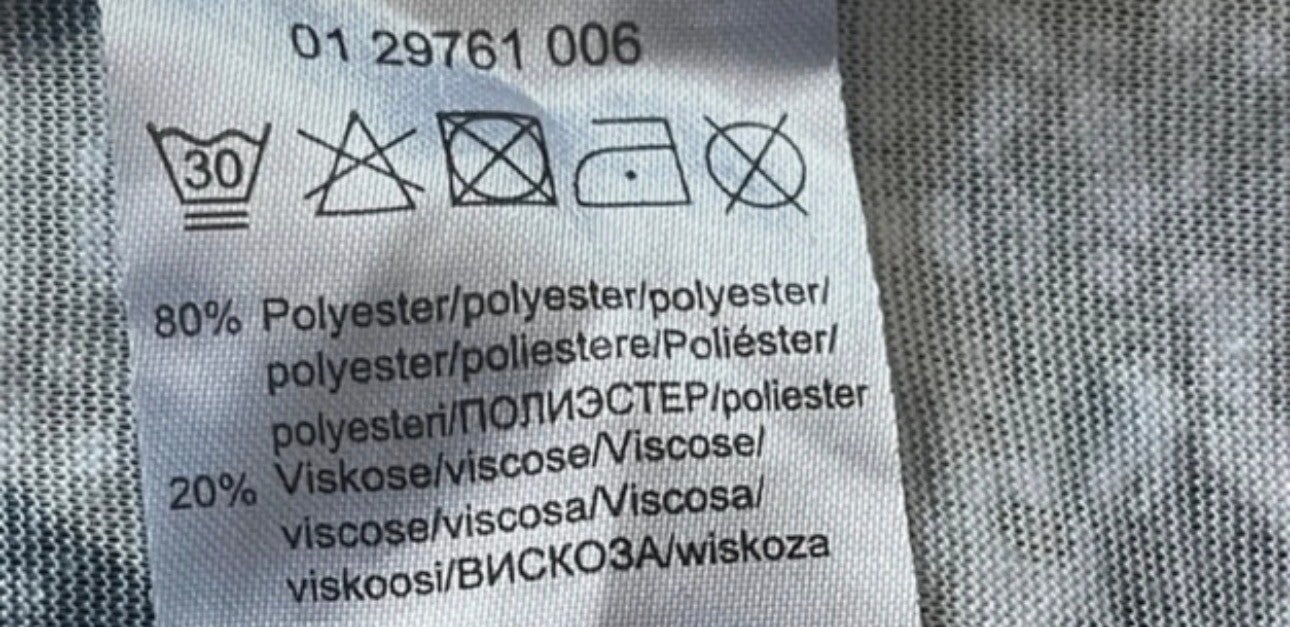 01 29761 006
30
80% Polyester/polyester/polyester/
polyester/poliestere/Poliéster/
polyesteri/ПОЛИЭСТЕР/poliester
20% Viskose/viscose/Viscose/
viscose/viscosa/Viscosa/
viskoosi/ВИСКОЗА/wiskoza